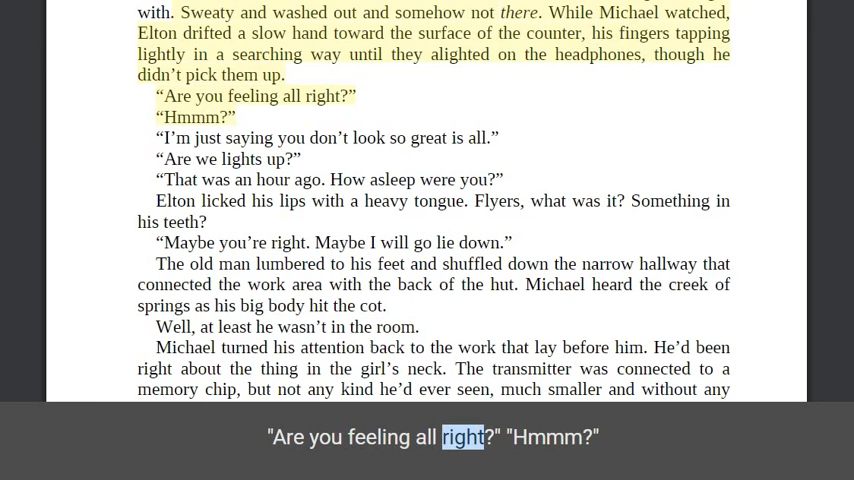 with. Sweaty and washed out and somehow not there. While Michael watched,
Elton drifted a slow hand toward the surface of the counter, his fingers tapping
lightly in a searching way until they alighted on the headphones, though he
didn’t pick them up.
“Are you feeling all right?”
“Hmmm?”
“I’m just saying you don’t look so great is all.”
“Are we lights up?”
“That was an hour ago. How asleep were you?”
Elton licked his lips with a heavy tongue. Flyers, what was it? Something in
his teeth?
“Maybe you’re right. Maybe I will go lie down.”
The old man lumbered to his feet and shuffled down the narrow hallway that
connected the work area with the back of the hut. Michael heard the creek of
springs as his big body hit the cot.
Well, at least he wasn’t in the room.
Michael turned his attention back to the work that lay before him. He’d been
right about the thing in the girl’s neck. The transmitter was connected to a
memory chip, but not any kind he’d ever seen, much smaller and without any
"Are you feeling all right?" "Hmmm?"